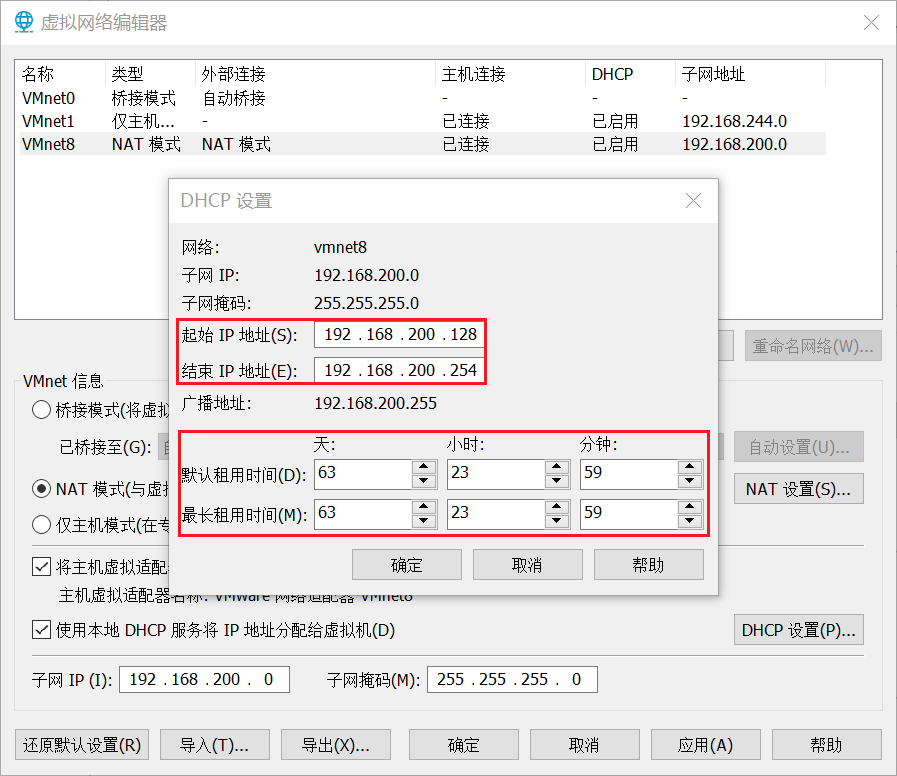 虚拟网络编辑器
名称 类型 外部连接 主机连接 DHCP 子网地址
VMnet0 桥接模式 自动桥接 - - -
VMnet1 仅主机... - 已连接 已启用 192.168.244.0
VMnet8 NAT 模式 NAT 模式 已连接 已启用 192.168.200.0
DHCP 设置
网络: vmnet8
子网 IP: 192.168.200.0
子网掩码: 255.255.255.0
起始 IP 地址(S): 192 . 168 . 200 . 128
结束 IP 地址(E): 192 . 168 . 200 . 254
广播地址: 192.168.200.255
天: 小时: 分钟:
默认租用时间(D): 63 23 59
最长租用时间(M): 63 23 59
确定 取消 帮助
重命名网络(W)...
VMnet 信息
桥接模式(将虚拟
已桥接至(G):
自动设置(U)...
NAT 模式(与虚拟
NAT 设置(S)...
仅主机模式(在专
将主机虚拟适配
主机虚拟适配器名称: VMware 网络适配器 VMnet8
使用本地 DHCP 服务将 IP 地址分配给虚拟机(D)
DHCP 设置(P)...
子网 IP (I): 192 . 168 . 200 . 0 子网掩码(M): 255 . 255 . 255 . 0
还原默认设置(R) 导入(T)... 导出(X)... 确定 取消 应用(A) 帮助